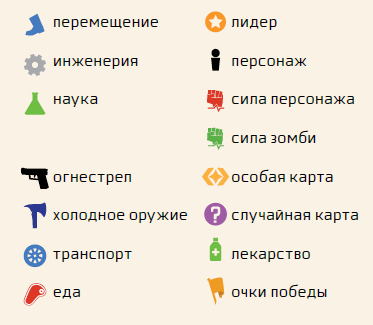 перемещение
инженерия
наука
огнестрел
холодное оружие
транспорт
еда
лидер
персонаж
сила персонажа
сила зомби
особая карта
? случайная карта
лекарство
очки победы